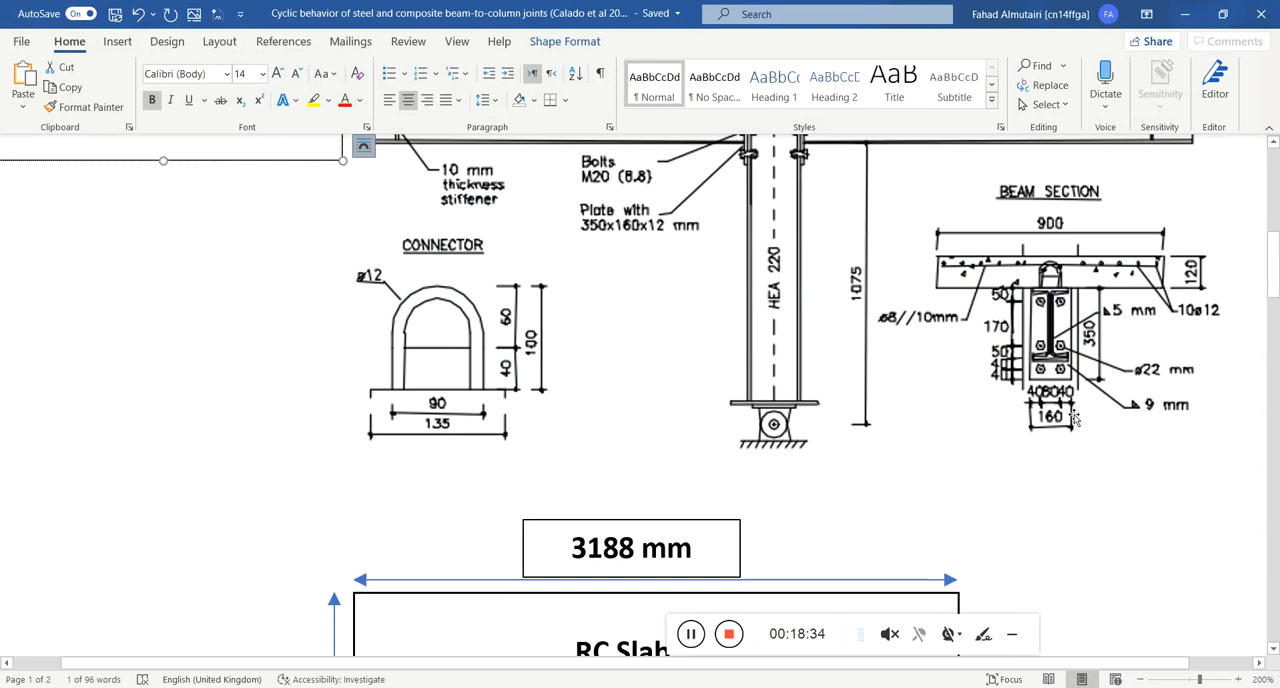 AutoSave On Cyclic behavior of steel and composite beam-to-column joints (Calado et al 20... - Saved Search Fahad Almutairi [cn14ffga] FA
File Home Insert Design Layout References Mailings Review View Help Shape Format Share Comments
Paste
Cut
Copy
Format Painter
Clipboard
Calibri (Body) 14 A A Aa A
B I U ab x₂ x² A A
Font
Paragraph
AaBbCcDd AaBbCcDd AaBbC AaBbCcD AaB AaBbCcD
¶ Normal ¶ No Spac... Heading 1 Heading 2 Title Subtitle
Styles
Find
Replace
Select
Editing
Dictate
Voice
Sensitivity
Sensitivity
Editor
Editor
10 mm
thickness
stiffener
Bolts
M20 (8.8)
Plate with
350x160x12 mm
CONNECTOR
ø12
60
100
40
90
135
HEA 220
1075
BEAM SECTION
900
120
50
170
50
ø8//10mm
5 mm
10ø12
350
ø22 mm
9 mm
408040
160
3188 mm
RC Slab
00:18:34
Page 1 of 2 1 of 96 words English (United Kingdom) Accessibility: Investigate Focus 200%